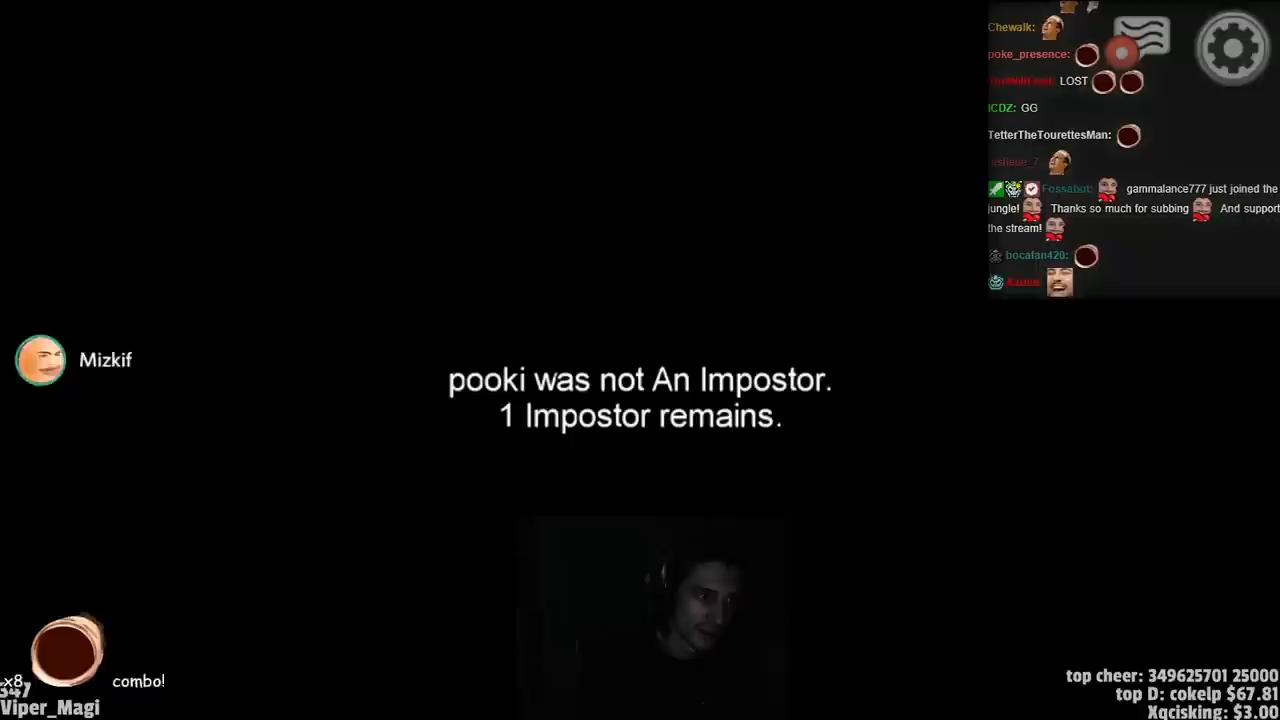 Chewalk:
poke_presence:
LOST
ICDZ: GG
TetterTheTourettesMan:
Fossabot: gammalance777 just joined the
jungle! Thanks so much for subbing And support
the stream!
bocafan420:
Mizkif
pooki was not An Impostor.
1 Impostor remains.
x8 combo!
347
Viper_Magi
top cheer: 349625701 25000
top D: cokelp $67.81
Xqcisking: $3.00